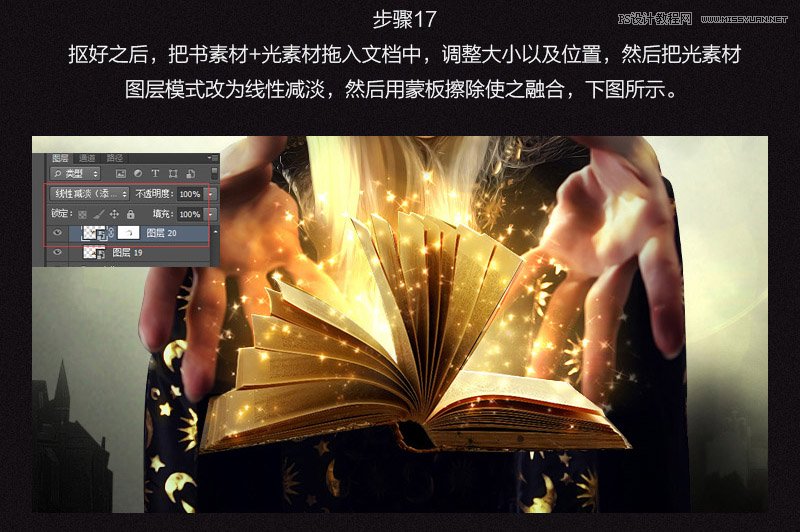 步骤17
PS设计教程网 WWW.MISSYUAN.NET
抠好之后，把书素材+光素材拖入文档中，调整大小以及位置，然后把光素材
图层模式改为线性减淡，然后用蒙板擦除使之融合，下图所示。
图层 通道 路径
类型
线性减淡（添... 不透明度： 100%
锁定： 填充： 100%
图层 20
图层 19